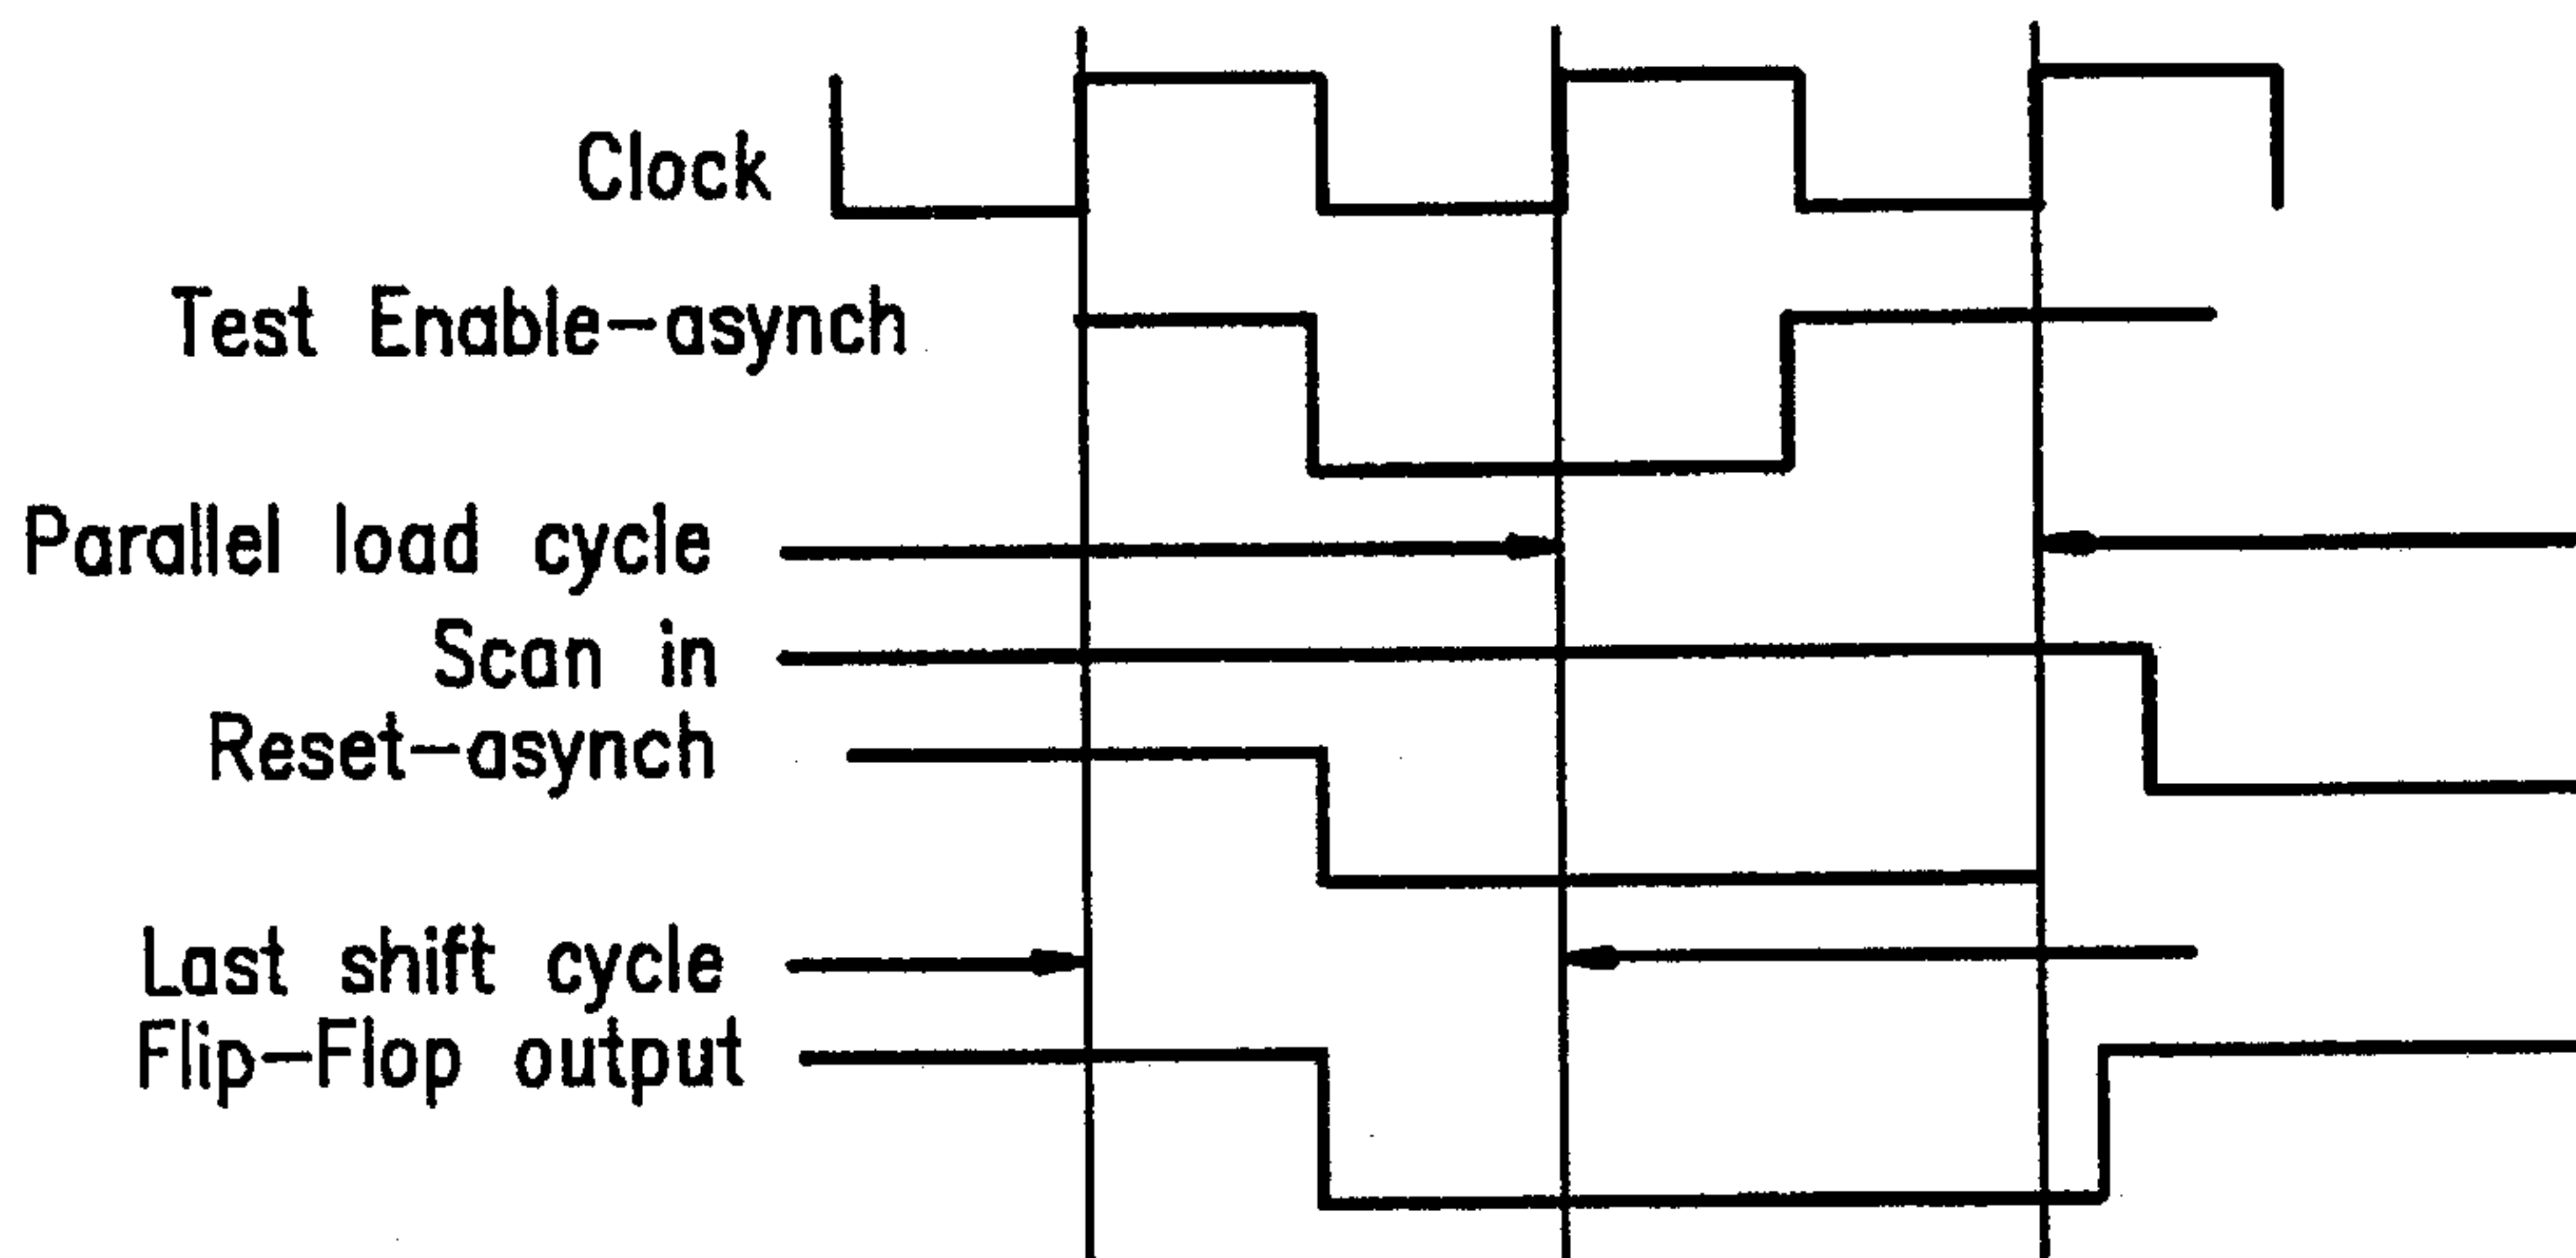 Clock
Test Enable-asynch
Parallel load cycle
Scan in
Reset-asynch
Last shift cycle
Flip-Flop output